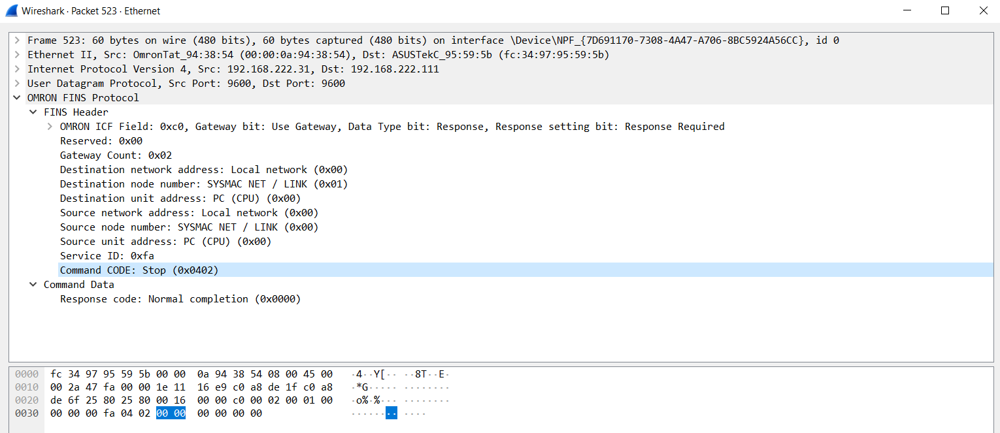 Wireshark · Packet 523 · Ethernet
Frame 523: 60 bytes on wire (480 bits), 60 bytes captured (480 bits) on interface \Device\NPF_{7D691170-7308-4A47-A706-8BC5924A56CC}, id 0
Ethernet II, Src: OmronTat_94:38:54 (00:00:0a:94:38:54), Dst: ASUSTekC_95:59:5b (fc:34:97:95:59:5b)
Internet Protocol Version 4, Src: 192.168.222.31, Dst: 192.168.222.111
User Datagram Protocol, Src Port: 9600, Dst Port: 9600
OMRON FINS Protocol
FINS Header
OMRON ICF Field: 0xc0, Gateway bit: Use Gateway, Data Type bit: Response, Response setting bit: Response Required
Reserved: 0x00
Gateway Count: 0x02
Destination network address: Local network (0x00)
Destination node number: SYSMAC NET / LINK (0x01)
Destination unit address: PC (CPU) (0x00)
Source network address: Local network (0x00)
Source node number: SYSMAC NET / LINK (0x00)
Source unit address: PC (CPU) (0x00)
Service ID: 0xfa
Command CODE: Stop (0x0402)
Command Data
Response code: Normal completion (0x0000)
0000 fc 34 97 95 59 5b 00 00 0a 94 38 54 08 00 45 00 ·4··Y[·· ··8T··E·
0010 00 2a 47 fa 00 00 1e 11 16 e9 c0 a8 de 1f c0 a8 ·*G····· ········
0020 de 6f 25 80 25 80 00 16 00 00 c0 00 02 00 01 00 ·o%·%··· ········
0030 00 00 00 fa 04 02 00 00 00 00 00 00 ········ ····